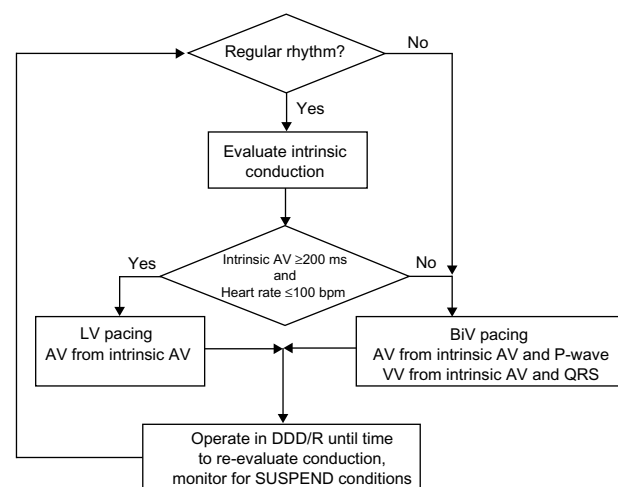 Regular rhythm?
No
Yes
Evaluate intrinsic
conduction
Intrinsic AV ≥200 ms
and
Heart rate ≤100 bpm
Yes
No
LV pacing
AV from intrinsic AV
BiV pacing
AV from intrinsic AV and P-wave
VV from intrinsic AV and QRS
Operate in DDD/R until time
to re-evaluate conduction,
monitor for SUSPEND conditions